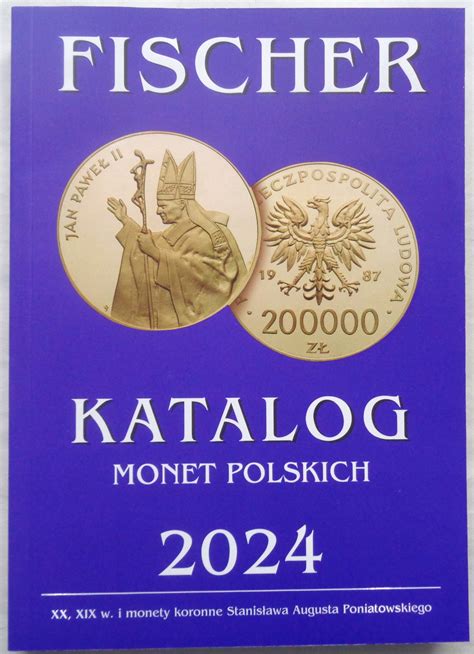 FISCHER
JAN PAWEŁ II
RZECZPOSPOLITA LUDOWA
1987
200000
ZŁ
KATALOG
MONET POLSKICH
2024
XX, XIX w. i monety koronne Stanisława Augusta Poniatowskiego